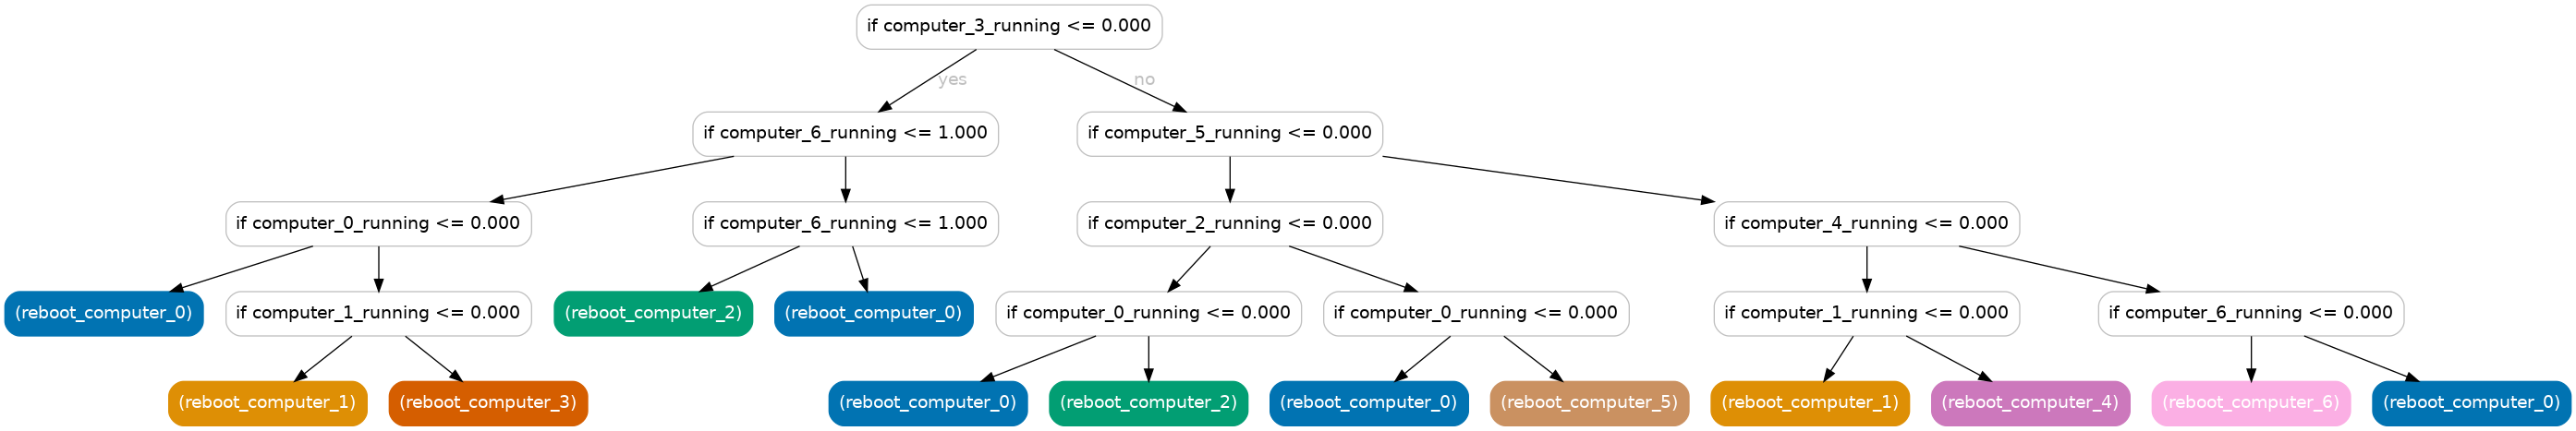 if computer_3_running <= 0.000
yes
no
if computer_6_running <= 1.000
if computer_5_running <= 0.000
if computer_0_running <= 0.000
if computer_6_running <= 1.000
if computer_2_running <= 0.000
if computer_4_running <= 0.000
(reboot_computer_0)
if computer_1_running <= 0.000
(reboot_computer_2)
(reboot_computer_0)
if computer_0_running <= 0.000
if computer_0_running <= 0.000
if computer_1_running <= 0.000
if computer_6_running <= 0.000
(reboot_computer_1)
(reboot_computer_3)
(reboot_computer_0)
(reboot_computer_2)
(reboot_computer_0)
(reboot_computer_5)
(reboot_computer_1)
(reboot_computer_4)
(reboot_computer_6)
(reboot_computer_0)